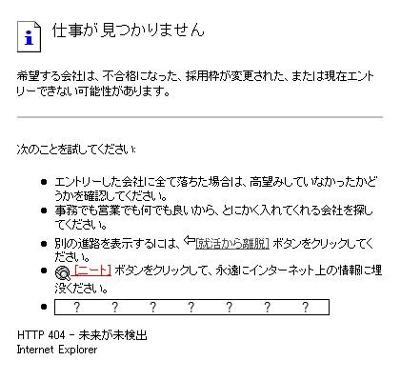 仕事が見つかりません
希望する会社は、不合格になった、採用枠が変更された、または現在エント
リーできない可能性があります。
次のことを試してください:
エントリーした会社に全て落ちた場合は、高望みしていなかったかど
うかを確認してください。
事務でも営業でも何でも良いから、とにかく入れてくれる会社を探し
てください。
別の進路を表示するには、[就活から離脱] ボタンをクリックしてく
ださい。
[ニート] ボタンをクリックして、永遠にインターネット上の情報に埋
没ください。
? ? ? ? ? ? ?
HTTP 404 - 未来が未検出
Internet Explorer